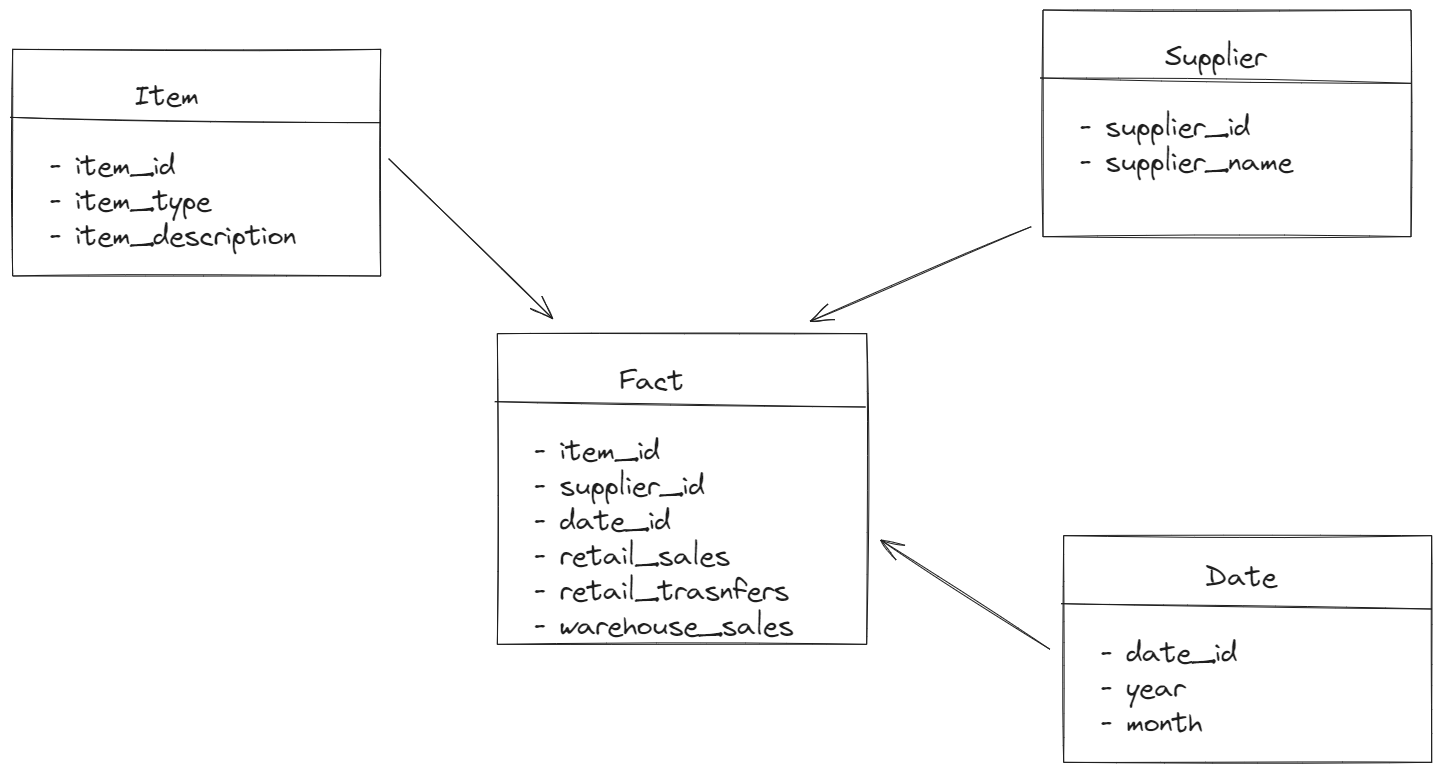 Item
- item_id
- item_type
- item_description
Supplier
- supplier_id
- supplier_name
Fact
- item_id
- supplier_id
- date_id
- retail_sales
- retail_trasnfers
- warehouse_sales
Date
- date_id
- year
- month